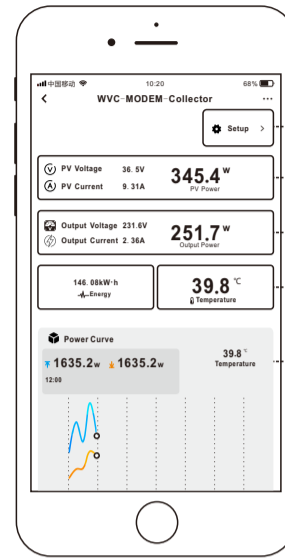 中国移动 10:20 68%
< WVC-MODEM-Collector ...
Setup >
V PV Voltage 36. 5V
A PV Current 9. 31A
345.4 W
PV Power
Output Voltage 231.6V
Output Current 2. 36A
251.7 W
Output Power
146. 08kW·h
Energy
39.8 ℃
Temperature
Power Curve
1635.2w 1635.2w
12:00
39.8 ℃
Temperature